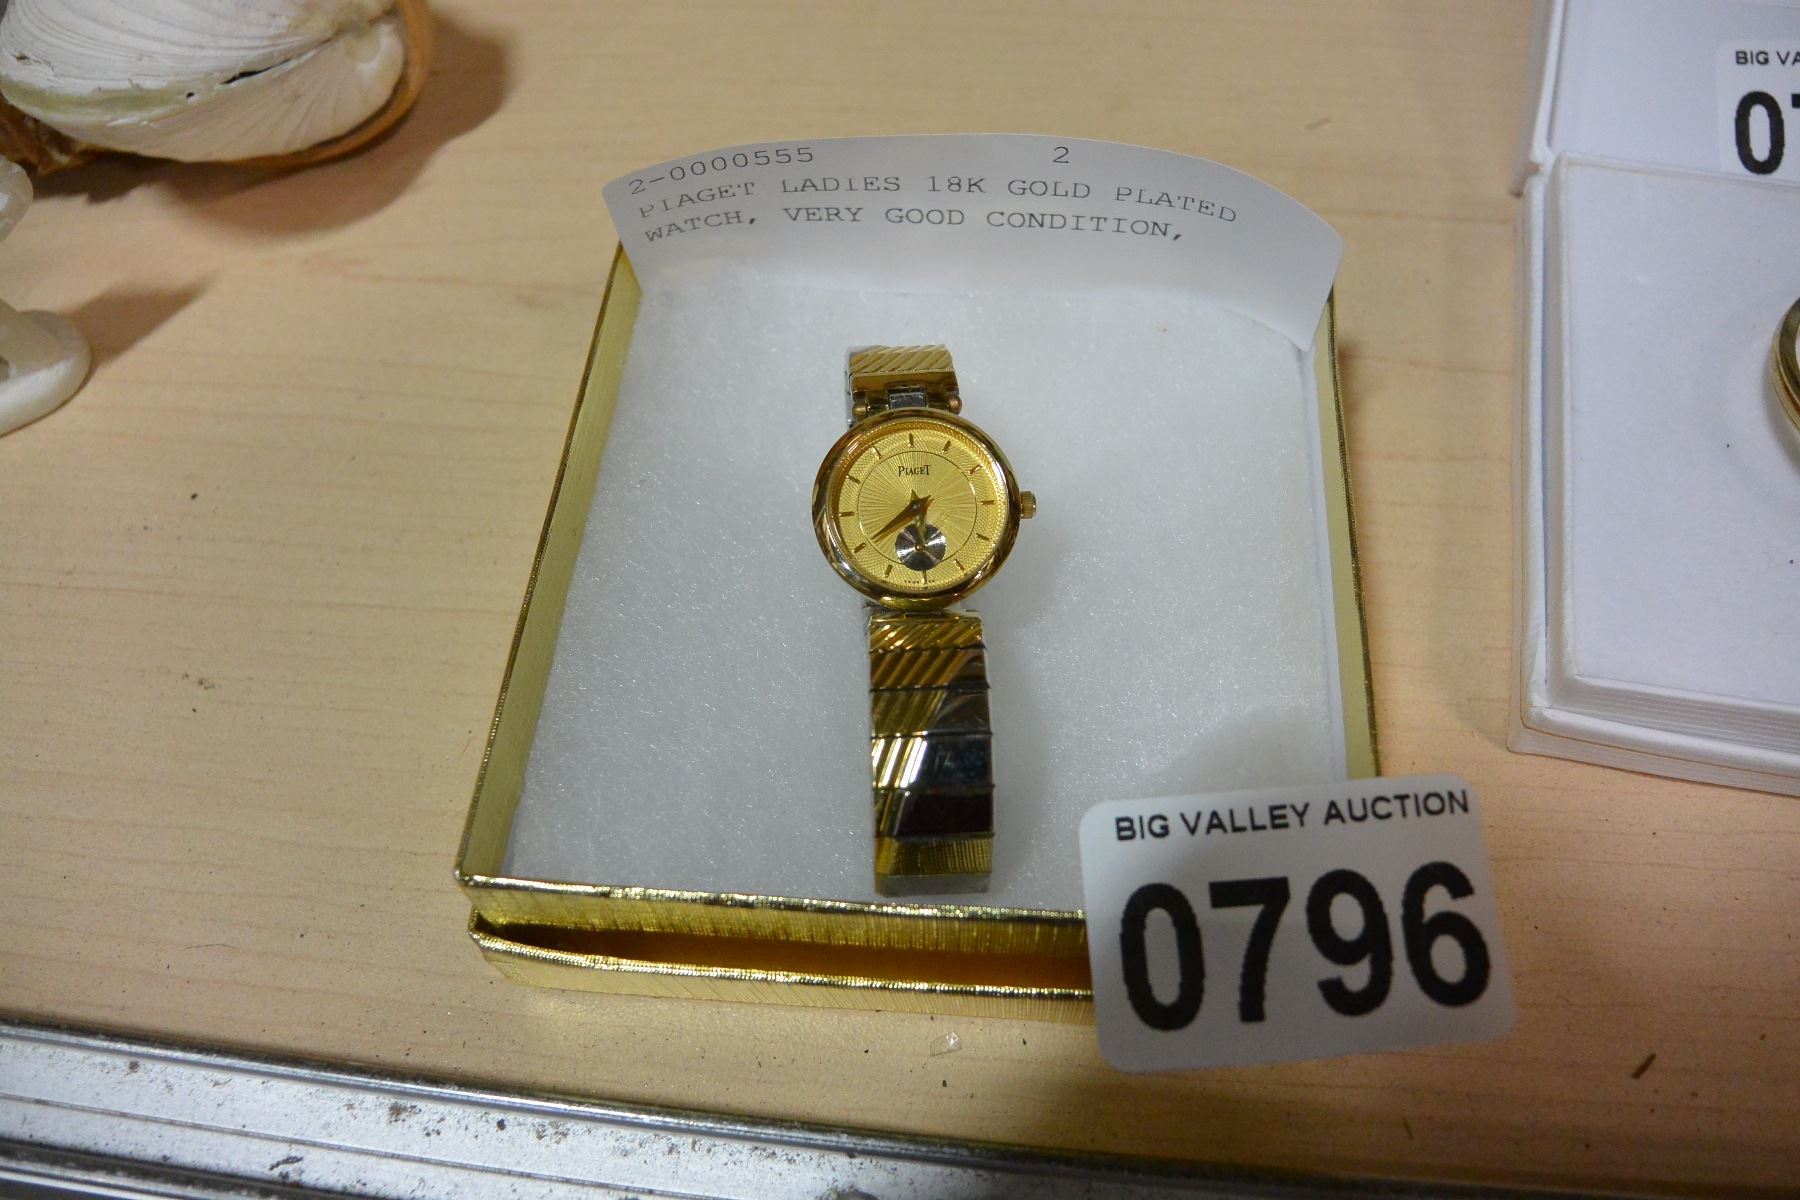 2-0000555 2
PIAGET LADIES 18K GOLD PLATED
WATCH, VERY GOOD CONDITION,
PIAGET
BIG VALLEY AUCTION
0796
BIG VA
07